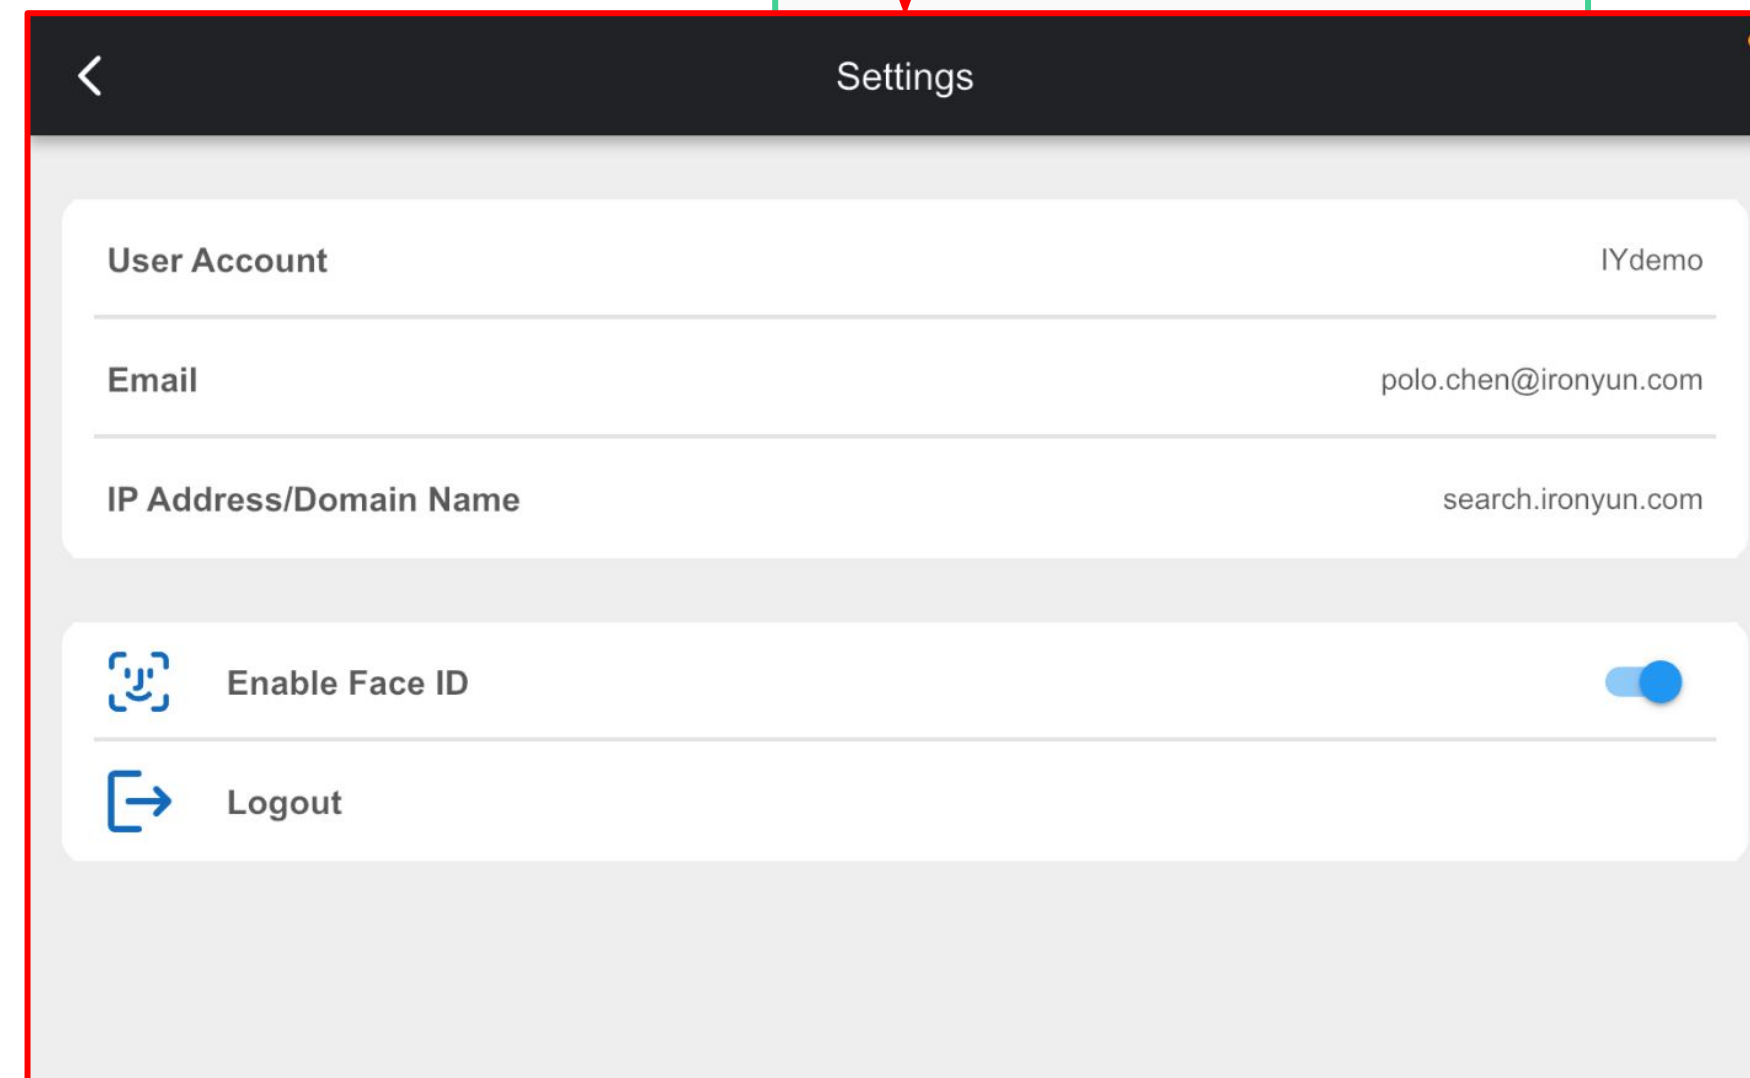 Settings
User Account IYdemo
Email polo.chen@ironyun.com
IP Address/Domain Name search.ironyun.com
Enable Face ID
Logout